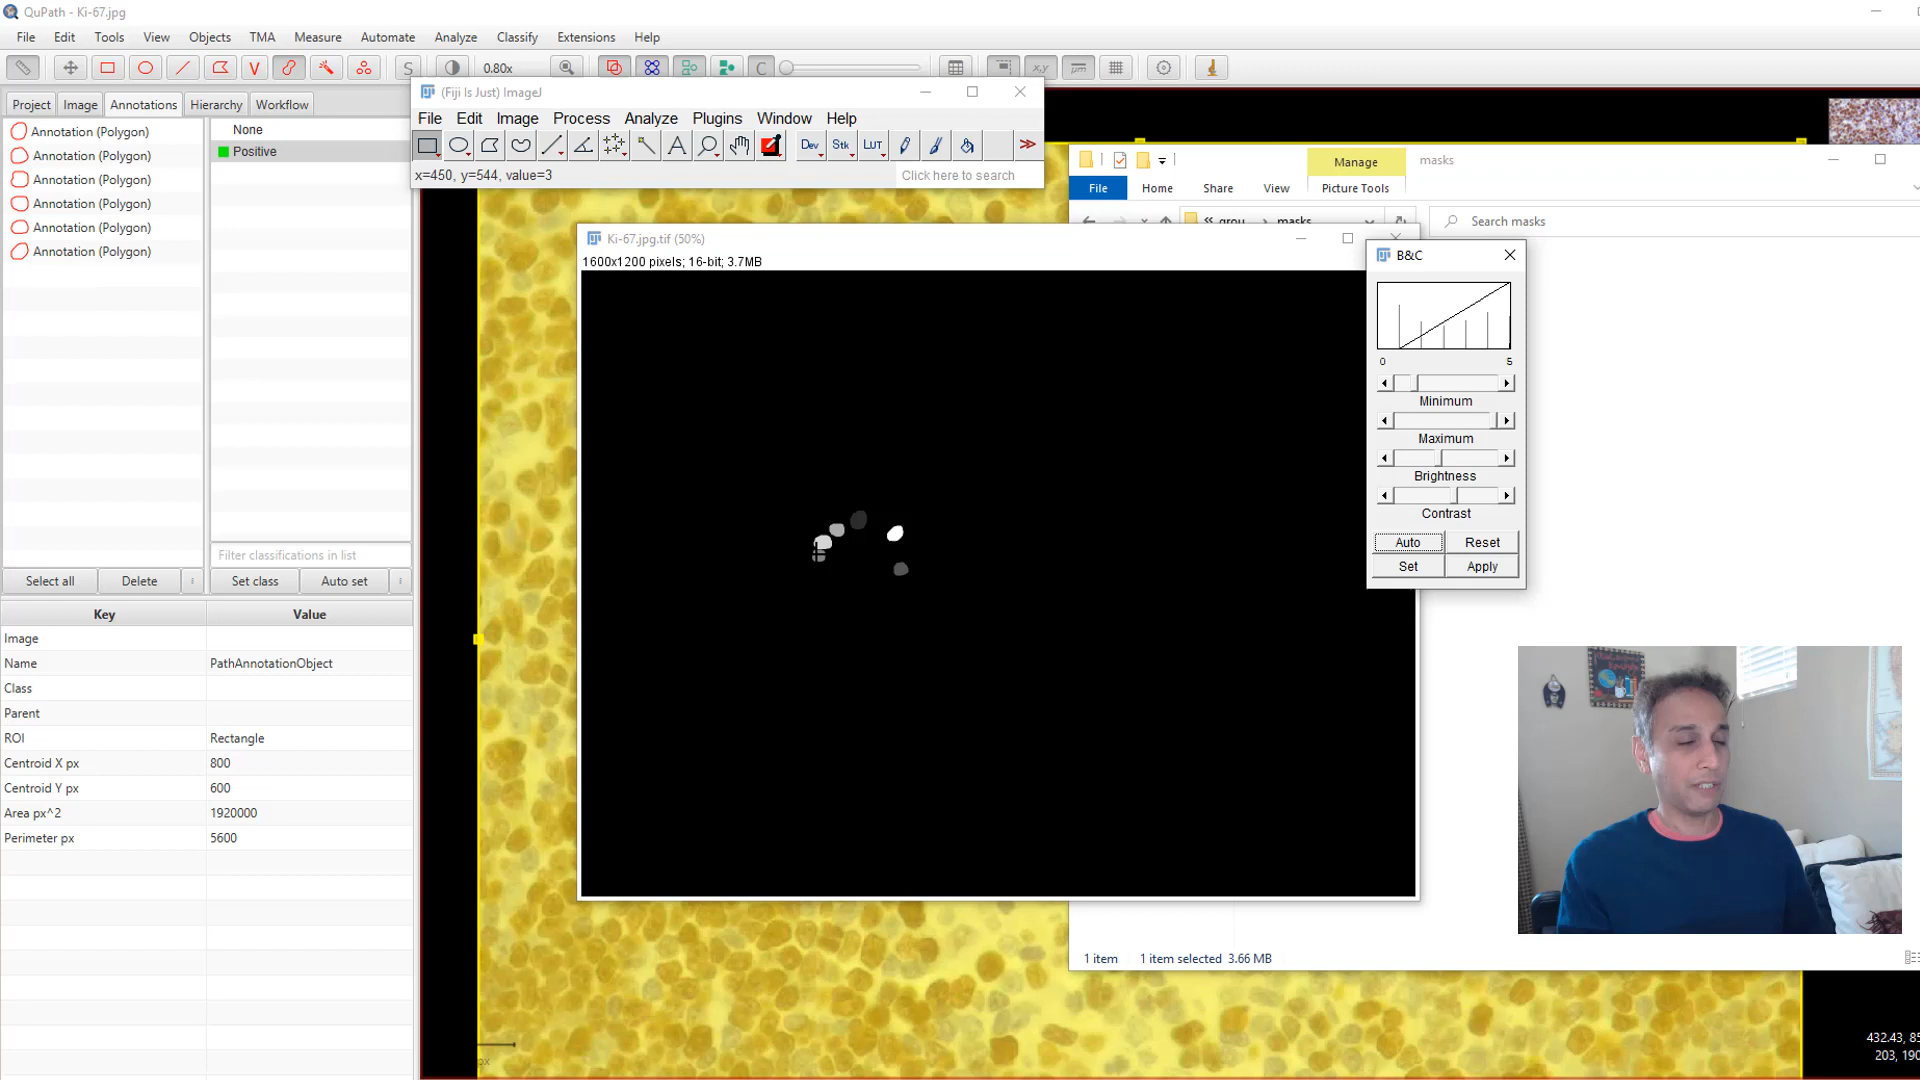 QuPath - Ki-67.jpg
File Edit Tools View Objects TMA Measure Automate Analyze Classify Extensions Help
V S 0.80x C x,y
Project Image Annotations Hierarchy Workflow
Annotation (Polygon)
Annotation (Polygon)
Annotation (Polygon)
Annotation (Polygon)
Annotation (Polygon)
Annotation (Polygon)
None
Positive
Filter classifications in list
Select all Delete Set class Auto set
Key Value
Image
Name PathAnnotationObject
Class
Parent
ROI Rectangle
Centroid X px 800
Centroid Y px 600
Area px^2 1920000
Perimeter px 5600
(Fiji Is Just) ImageJ
File Edit Image Process Analyze Plugins Window Help
A Dev Stk LUT
x=450, y=544, value=3
Click here to search
Ki-67.jpg.tif (50%)
1600x1200 pixels; 16-bit; 3.7MB
Manage masks
File Home Share View Picture Tools
« grou masks
Search masks
B&C
0 5
Minimum
Maximum
Brightness
Contrast
Auto Reset
Set Apply
1 item 1 item selected 3.66 MB
432.43, 85
203, 190
px